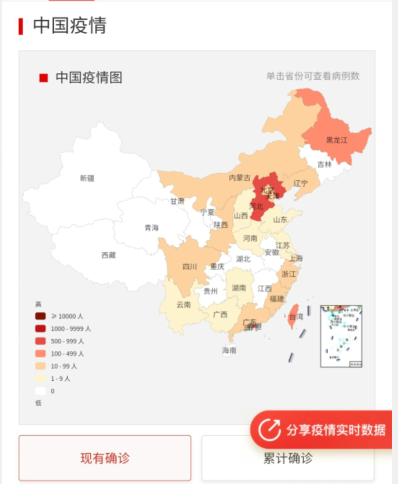 中国疫情
中国疫情图
单击省份可查看病例数
黑龙江
吉林
新疆
内蒙古
辽宁
甘肃
河北
宁夏
山西
山东
青海
陕西
河南
江苏
西藏
安徽
上海
四川
重庆
湖北
浙江
湖南
江西
贵州
福建
云南
广西
广东
台湾
海南
高
≥ 10000 人
1000 - 9999 人
500 - 999 人
100 - 499 人
10 - 99 人
1 - 9 人
0
低
分享疫情实时数据
现有确诊
累计确诊